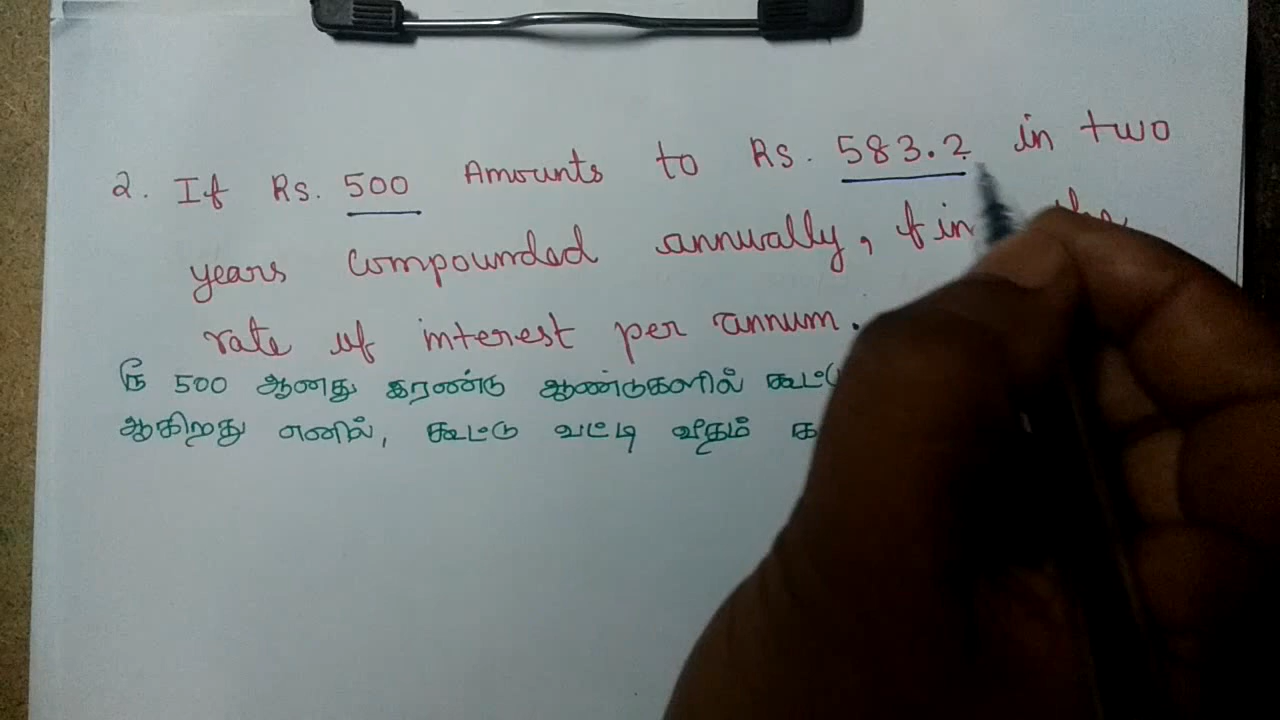 2. If Rs. 500 Amounts to Rs. 583.2 in two
years compounded annually,
rate of interest per annum.
ரூ 500 ஆனது இரண்டு ஆண்டுகளில்
ஆகிறது எனில், கூட்டு வட்டி வீதம்